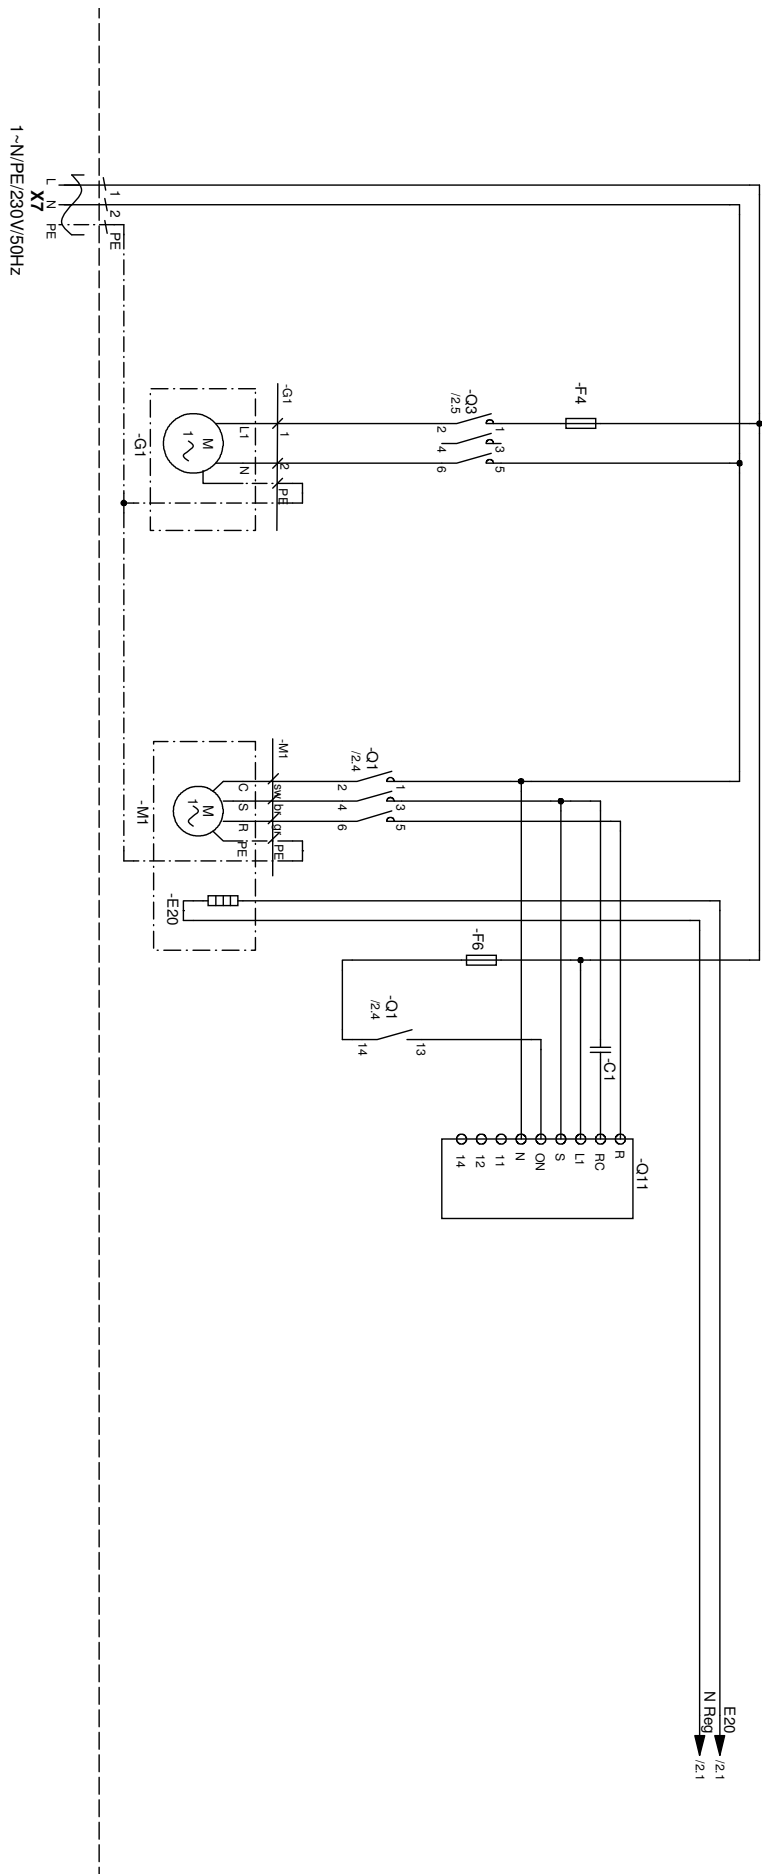 1~N/PE/230V/50Hz
X7
L
N
PE
1
2
PE
-G1
M
1
L1
N
-G1
1
2
PE
-Q3
/2.5
1
2
3
4
5
6
-F4
-M1
M
1
C
S
R
PE
-M1
sw
br
gr
PE
-Q1
/2.4
1
2
3
4
5
6
-E20
-F6
-Q1
/2.4
13
14
-C1
-Q11
R
RC
L1
S
ON
N
11
12
14
E20
/2.1
N Reg
/2.1